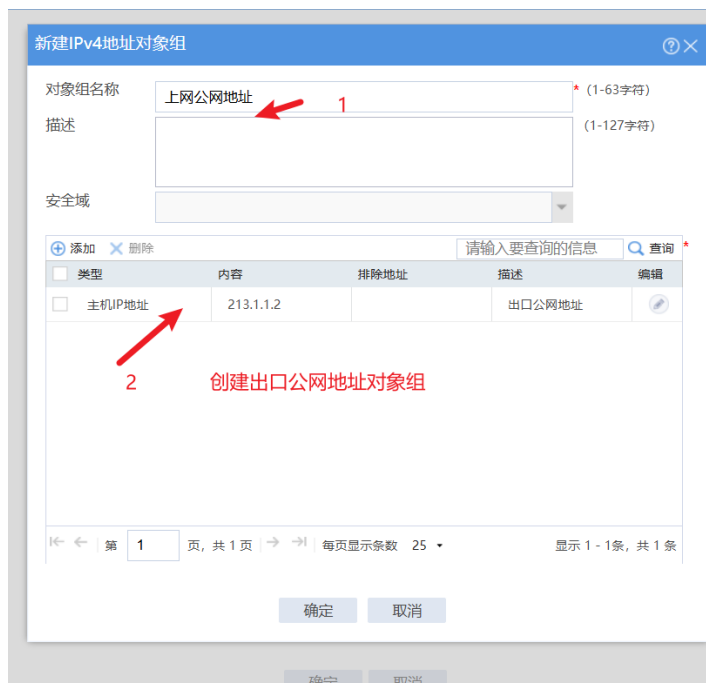 新建IPv4地址对象组
对象组名称 上网公网地址 * (1-63字符)
1
描述 (1-127字符)
安全域
添加 删除 请输入要查询的信息 查询 *
类型 内容 排除地址 描述 编辑
主机IP地址 213.1.1.2 出口公网地址
2 创建出口公网地址对象组
第 1 页, 共 1 页 每页显示条数 25 显示 1 - 1条, 共 1 条
确定 取消
确定 取消